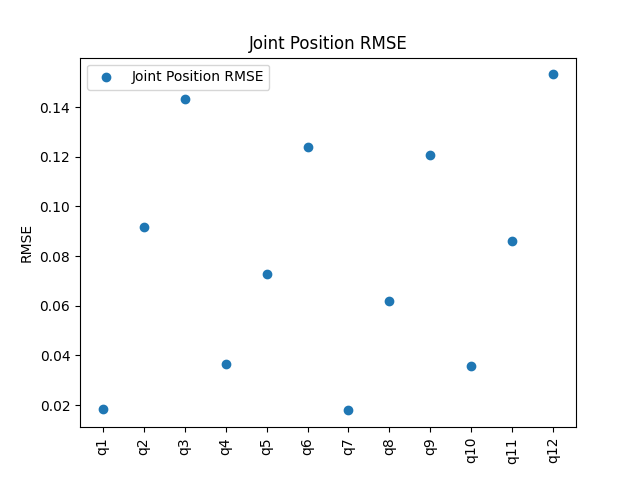 Joint Position RMSE
Joint Position RMSE
0.14
0.12
0.10
0.08
0.06
0.04
0.02
RMSE
q1
q2
q3
q4
q5
q6
q7
q8
q9
q10
q11
q12